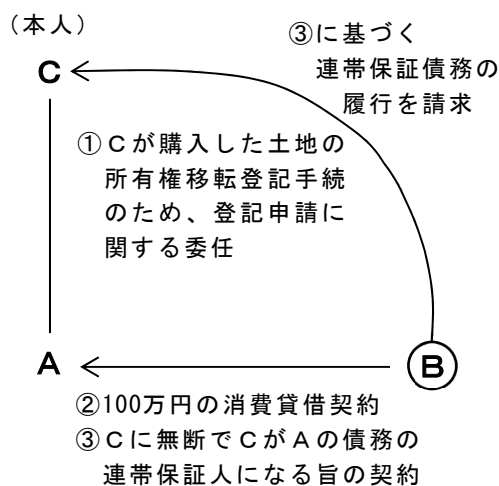 (本人)
C
③に基づく
連帯保証債務の
履行を請求
①Cが購入した土地の
所有権移転登記手続
のため、登記申請に
関する委任
A
B
②100万円の消費貸借契約
③Cに無断でCがAの債務の
連帯保証人になる旨の契約